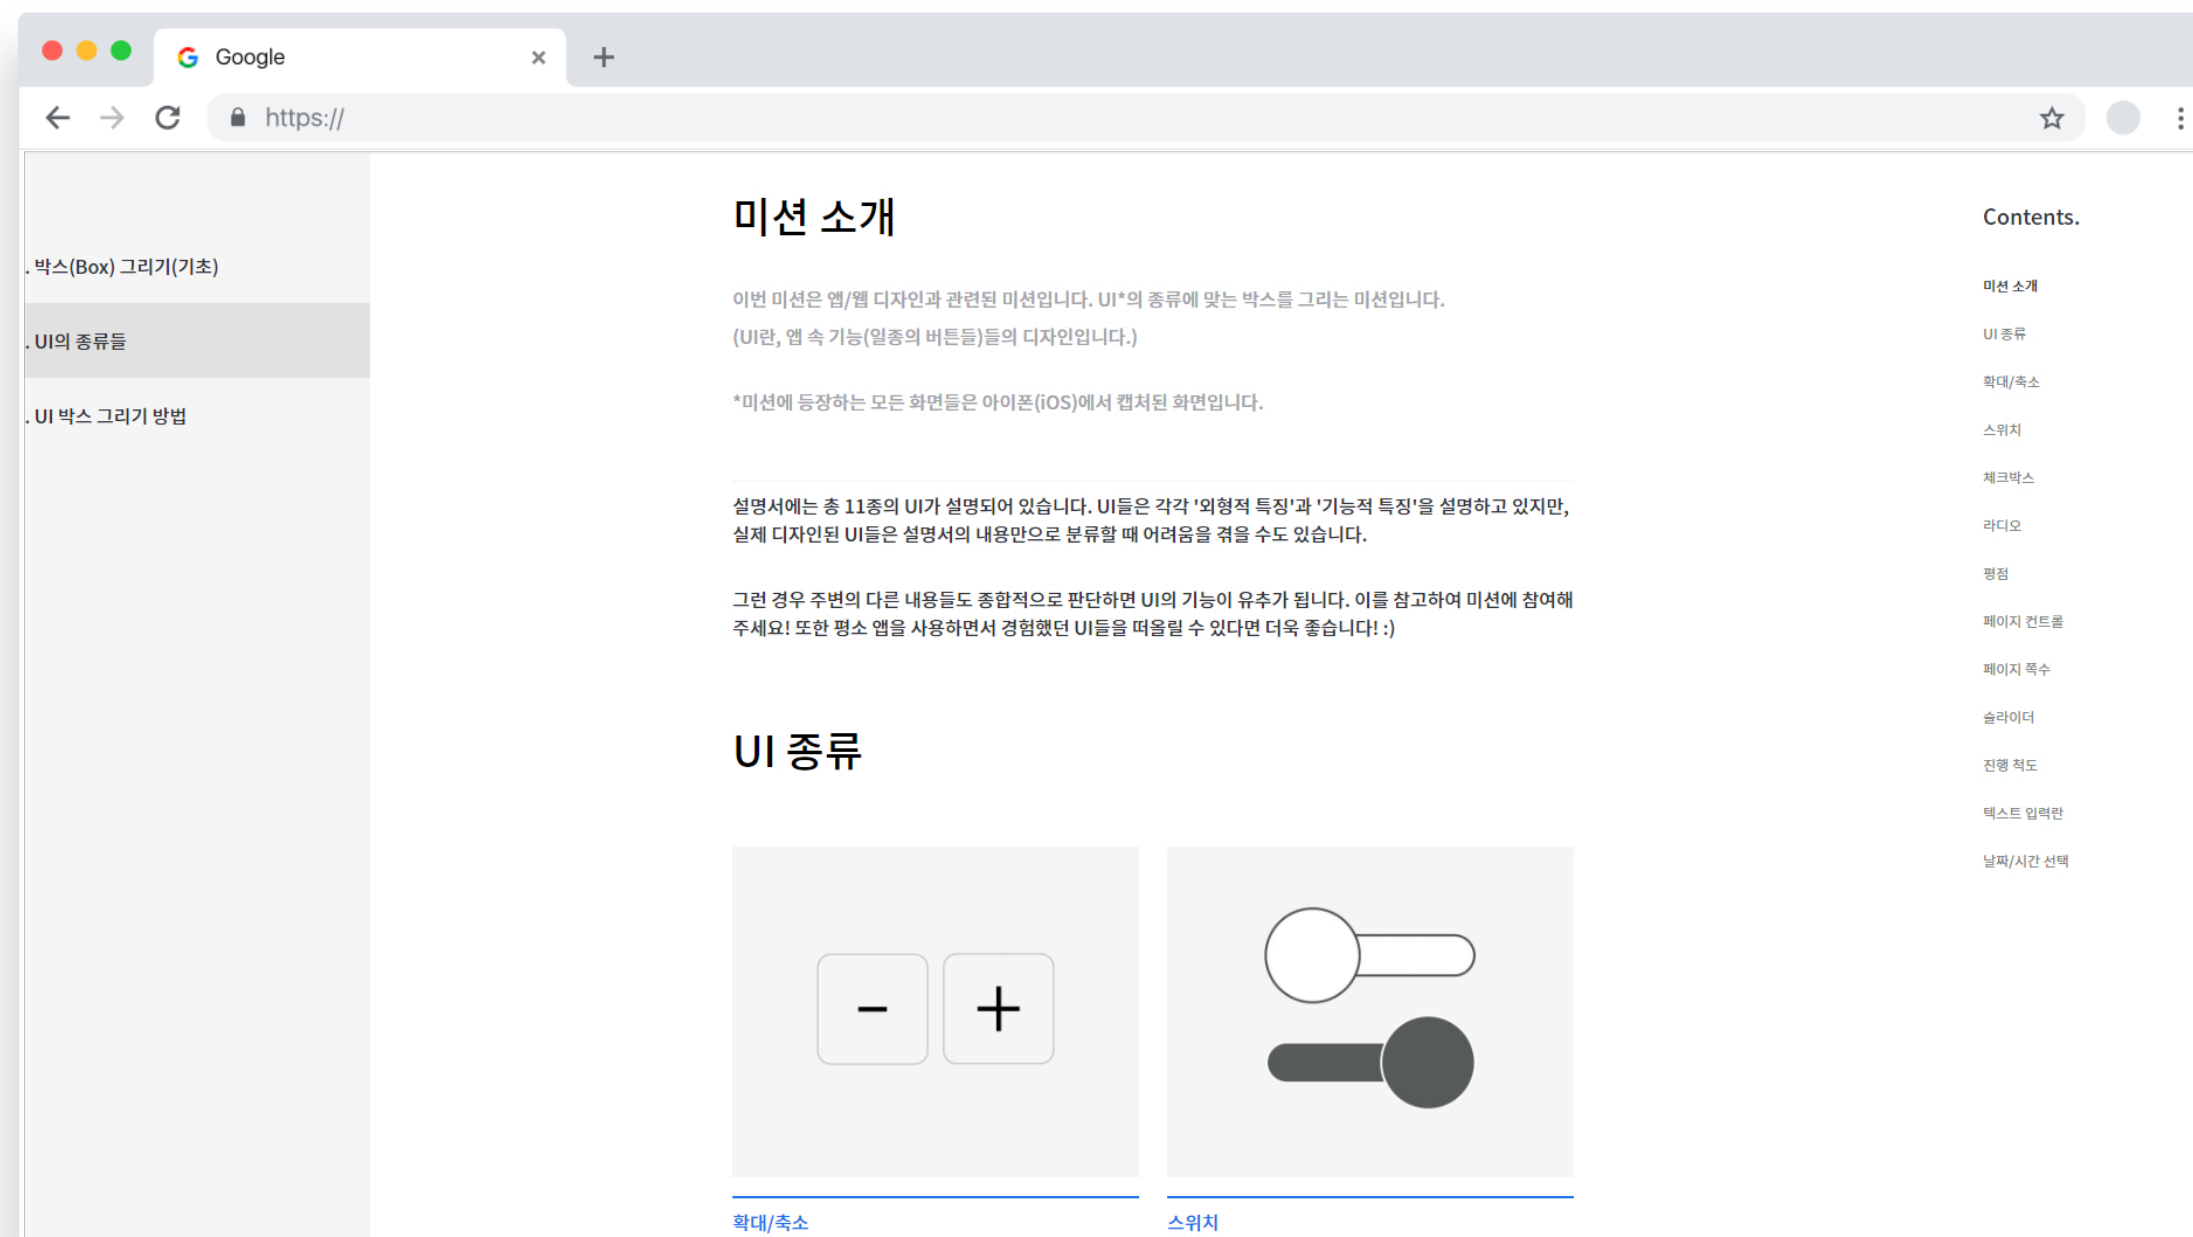 Google
https://
. 박스(Box) 그리기(기초)
. UI의 종류들
. UI 박스 그리기 방법
미션 소개
이번 미션은 앱/웹 디자인과 관련된 미션입니다. UI*의 종류에 맞는 박스를 그리는 미션입니다.
(UI란, 앱 속 기능(일종의 버튼들)들의 디자인입니다.)
*미션에 등장하는 모든 화면들은 아이폰(iOS)에서 캡처된 화면입니다.
설명서에는 총 11종의 UI가 설명되어 있습니다. UI들은 각각 '외형적 특징'과 '기능적 특징'을 설명하고 있지만,
실제 디자인된 UI들은 설명서의 내용만으로 분류할 때 어려움을 겪을 수도 있습니다.
그런 경우 주변의 다른 내용들도 종합적으로 판단하면 UI의 기능이 유추가 됩니다. 이를 참고하여 미션에 참여해
주세요! 또한 평소 앱을 사용하면서 경험했던 UI들을 떠올릴 수 있다면 더욱 좋습니다! :)
UI 종류
확대/축소
스위치
Contents.
미션 소개
UI 종류
확대/축소
스위치
체크박스
라디오
평점
페이지 컨트롤
페이지 쪽수
슬라이더
진행 척도
텍스트 입력란
날짜/시간 선택